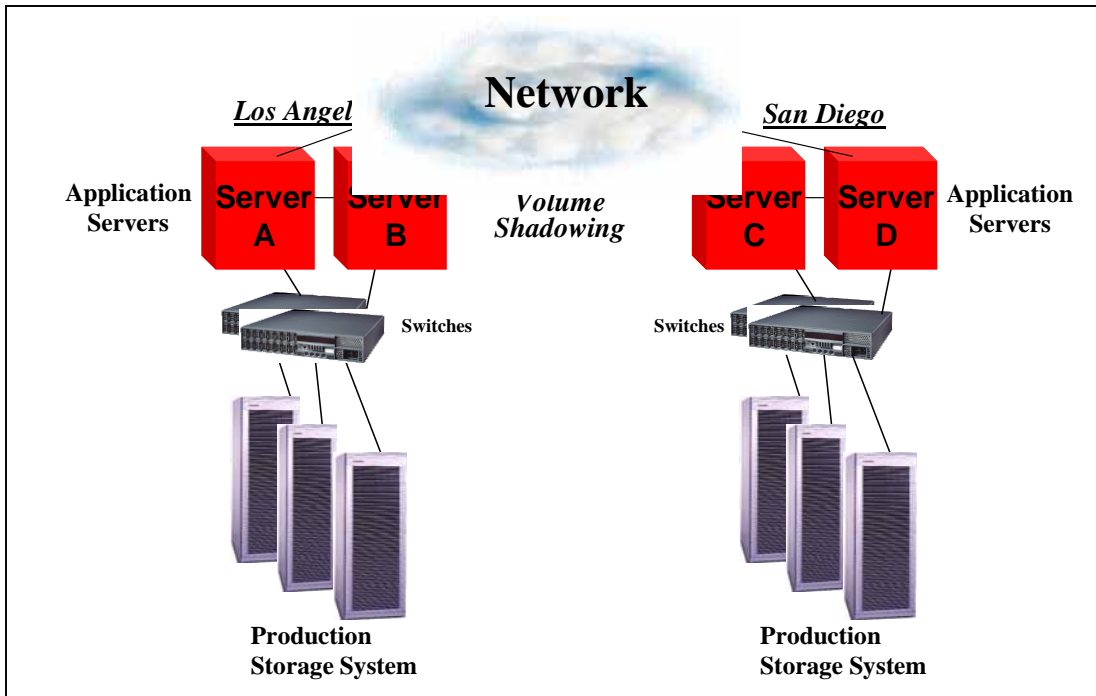 Network
Los Angel
San Diego
Application
Servers
Server
A
Server
B
Volume
Shadowing
Server
C
Server
D
Application
Servers
Switches
Switches
Production
Storage System
Production
Storage System